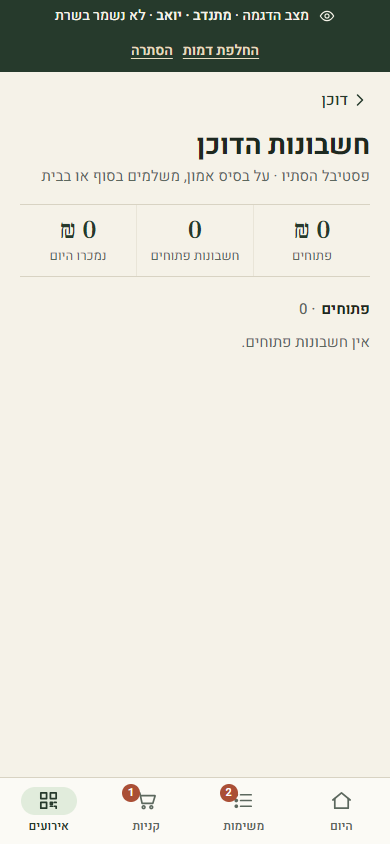 מצב הדגמה · מתנדב · יואב · לא נשמר בשרת
החלפת דמות הסתרה
דוכן
חשבונות הדוכן
פסטיבל הסתיו · על בסיס אמון, משלמים בסוף או בבית
0 ₪ 0 0 ₪
פתוחים חשבונות פתוחים נמכרו היום
פתוחים · 0
אין חשבונות פתוחים.
2 1
היום משימות קניות אירועים